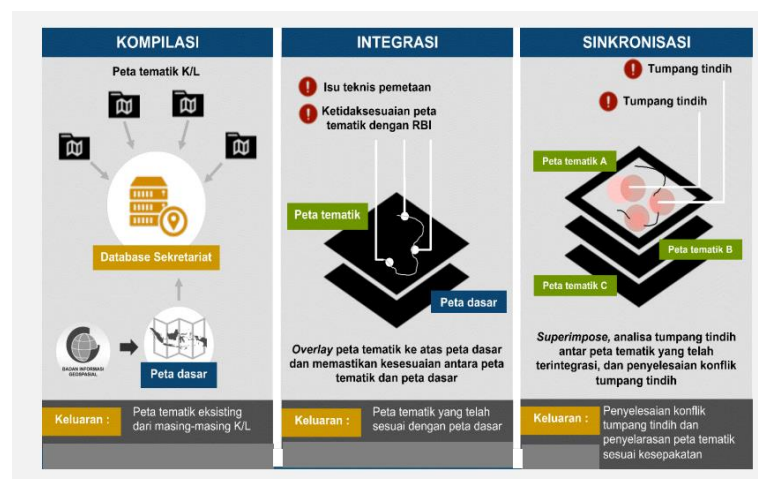 KOMPILASI
Peta tematik K/L
Database Sekretariat
BADAN INFORMASI
GEOSPASIAL
Peta dasar
Keluaran :
Peta tematik eksisting
dari masing-masing K/L
INTEGRASI
Isu teknis pemetaan
Ketidaksesuaian peta
tematik dengan RBI
Peta tematik
Peta dasar
Overlay peta tematik ke atas peta dasar
dan memastikan kesesuaian antara peta
tematik dan peta dasar
Keluaran :
Peta tematik yang telah
sesuai dengan peta dasar
SINKRONISASI
Tumpang tindih
Tumpang tindih
Peta tematik A
Peta tematik B
Peta tematik C
Superimpose, analisa tumpang tindih
antar peta tematik yang telah
terintegrasi, dan penyelesaian konflik
tumpang tindih
Keluaran :
Penyelesaian konflik
tumpang tindih dan
penyelarasan peta tematik
sesuai kesepakatan